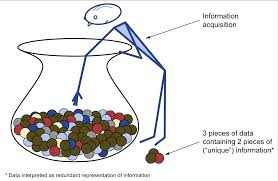 Information
acquisition
3 pieces of data
containing 2 pieces of
("unique") information*
* Data interpreted as redundant representation of information